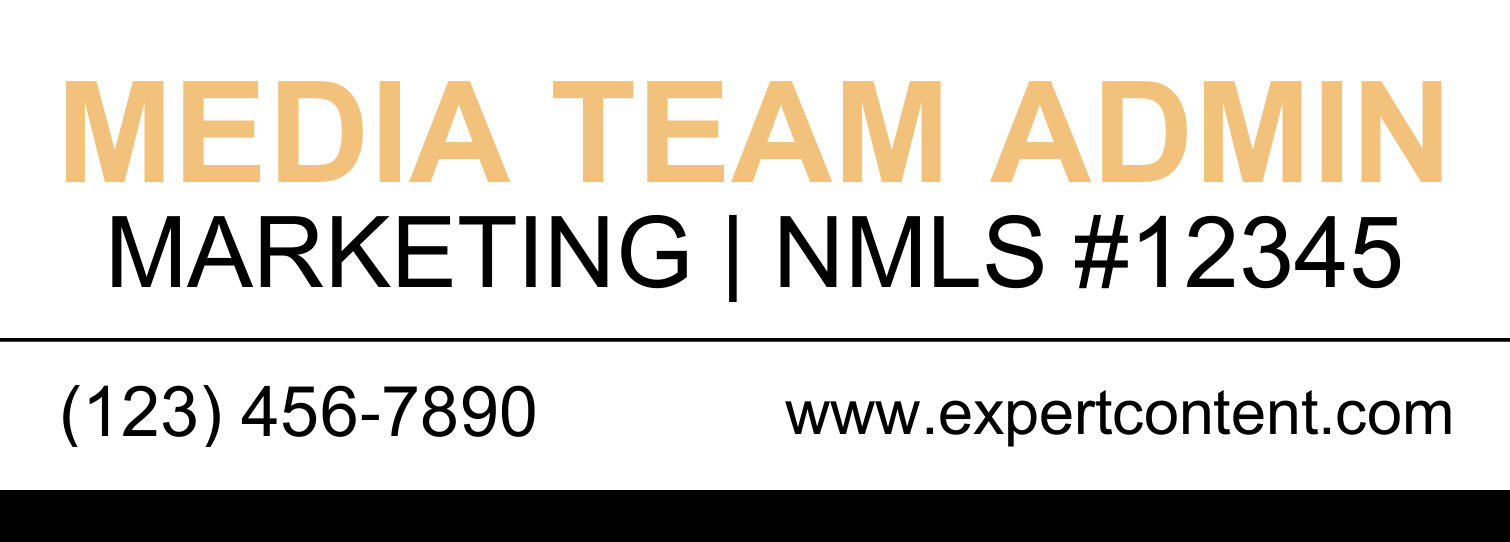 MEDIA TEAM ADMIN
MARKETING | NMLS #12345
(123) 456-7890
www.expertcontent.com